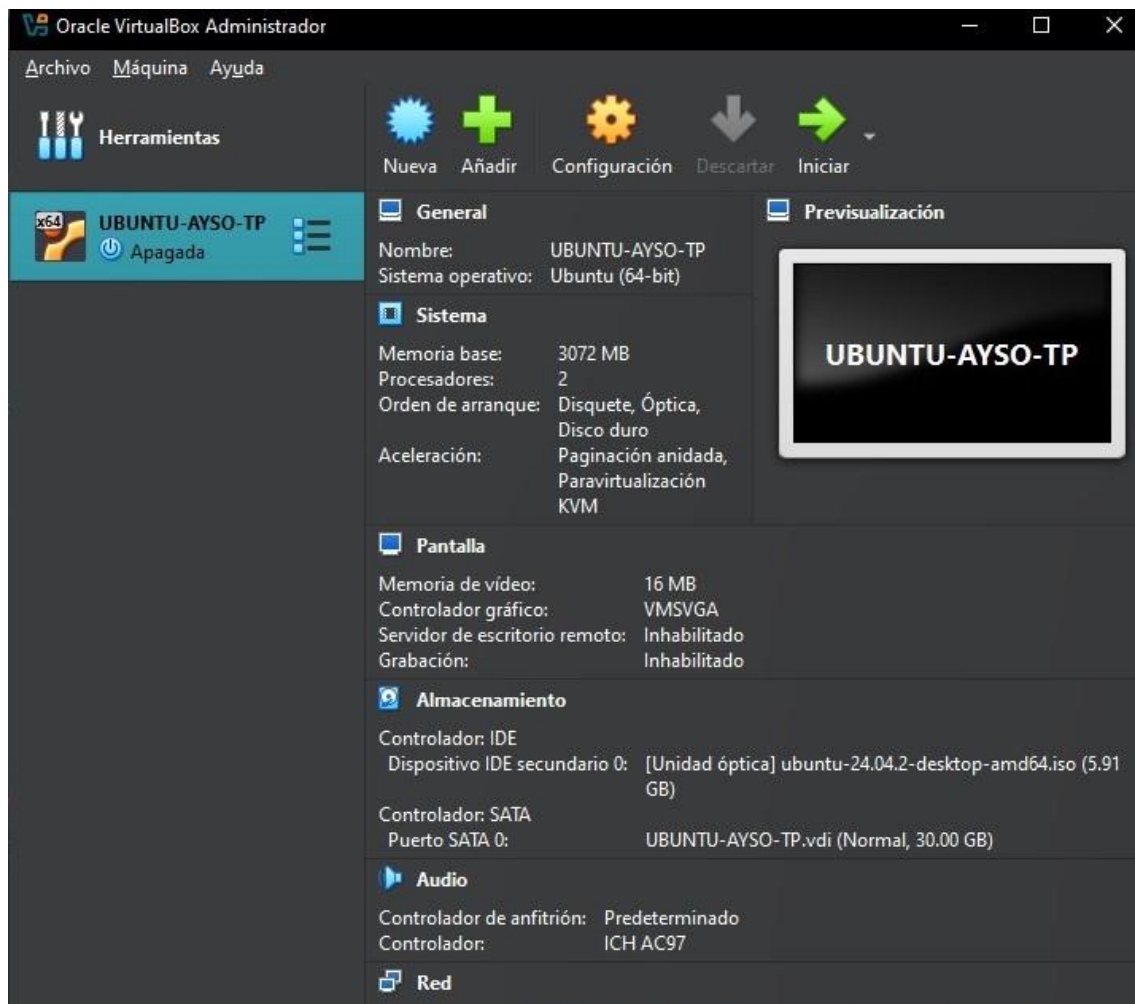 Oracle VirtualBox Administrador
Archivo Máquina Ayuda
Herramientas
Nueva Añadir Configuración Descartar Iniciar
x64
UBUNTU-AYSO-TP
Apagada
General
Nombre: UBUNTU-AYSO-TP
Sistema operativo: Ubuntu (64-bit)
Previsualización
UBUNTU-AYSO-TP
Sistema
Memoria base: 3072 MB
Procesadores: 2
Orden de arranque: Disquete, Óptica,
Disco duro
Aceleración: Paginación anidada,
Paravirtualización
KVM
Pantalla
Memoria de vídeo: 16 MB
Controlador gráfico: VMSVGA
Servidor de escritorio remoto: Inhabilitado
Grabación: Inhabilitado
Almacenamiento
Controlador: IDE
Dispositivo IDE secundario 0: [Unidad óptica] ubuntu-24.04.2-desktop-amd64.iso (5.91
GB)
Controlador: SATA
Puerto SATA 0: UBUNTU-AYSO-TP.vdi (Normal, 30.00 GB)
Audio
Controlador de anfitrión: Predeterminado
Controlador: ICH AC97
Red